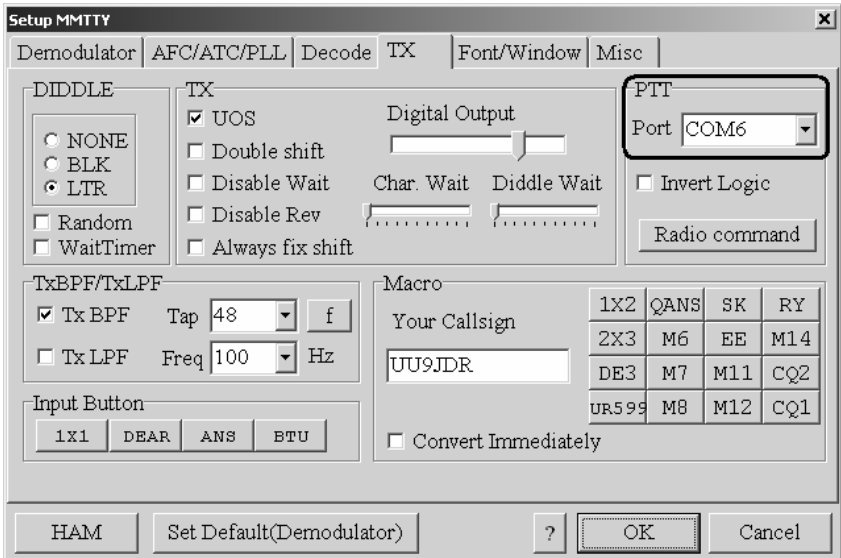 Setup MMTTY
Demodulator AFC/ATC/PLL Decode TX Font/Window Misc
DIDDLE
NONE
BLK
LTR
Random
WaitTimer
TX
UOS
Double shift
Disable Wait
Disable Rev
Always fix shift
Digital Output
Char. Wait Diddle Wait
PTT
Port COM6
Invert Logic
Radio command
TxBPF/TxLPF
Tx BPF Tap 48 f
Tx LPF Freq 100 Hz
Input Button
1X1 DEAR ANS BTU
Macro
Your Callsign
UU9JDR
Convert Immediately
1X2 QANS SK RY
2X3 M6 EE M14
DE3 M7 M11 CQ2
UR599 M8 M12 CQ1
HAM Set Default(Demodulator) ? OK Cancel